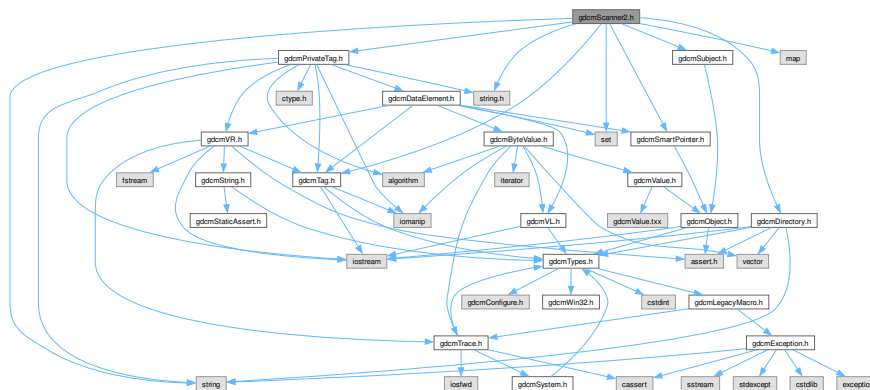 gdcmScanner2.h
gdcmPrivateTag.h
gdcmSubject.h
map
ctype.h
gdcmDataElement.h
string.h
gdcmVR.h
gdcmByteValue.h
set
gdcmSmartPointer.h
fstream
gdcmString.h
gdcmTag.h
algorithm
iterator
gdcmValue.h
gdcmStaticAssert.h
iomanip
gdcmVL.h
gdcmValue.txx
gdcmObject.h
gdcmDirectory.h
iostream
gdcmTypes.h
assert.h
vector
gdcmConfigure.h
gdcmWin32.h
cstdint
gdcmLegacyMacro.h
gdcmTrace.h
gdcmException.h
string
iosfwd
gdcmSystem.h
cassert
sstream
stdexcept
cstdlib
exception